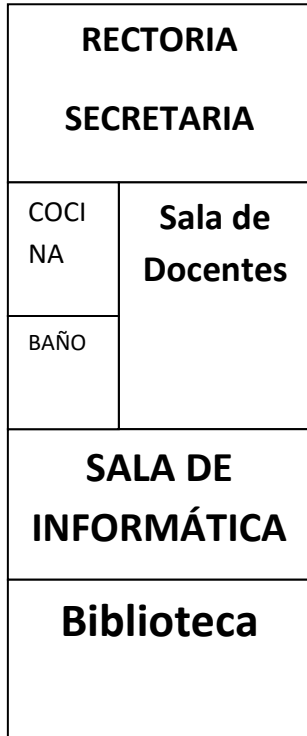 RECTORIA
SECRETARIA
COCI
NA
Sala de
Docentes
BAÑO
SALA DE
INFORMÁTICA
Biblioteca